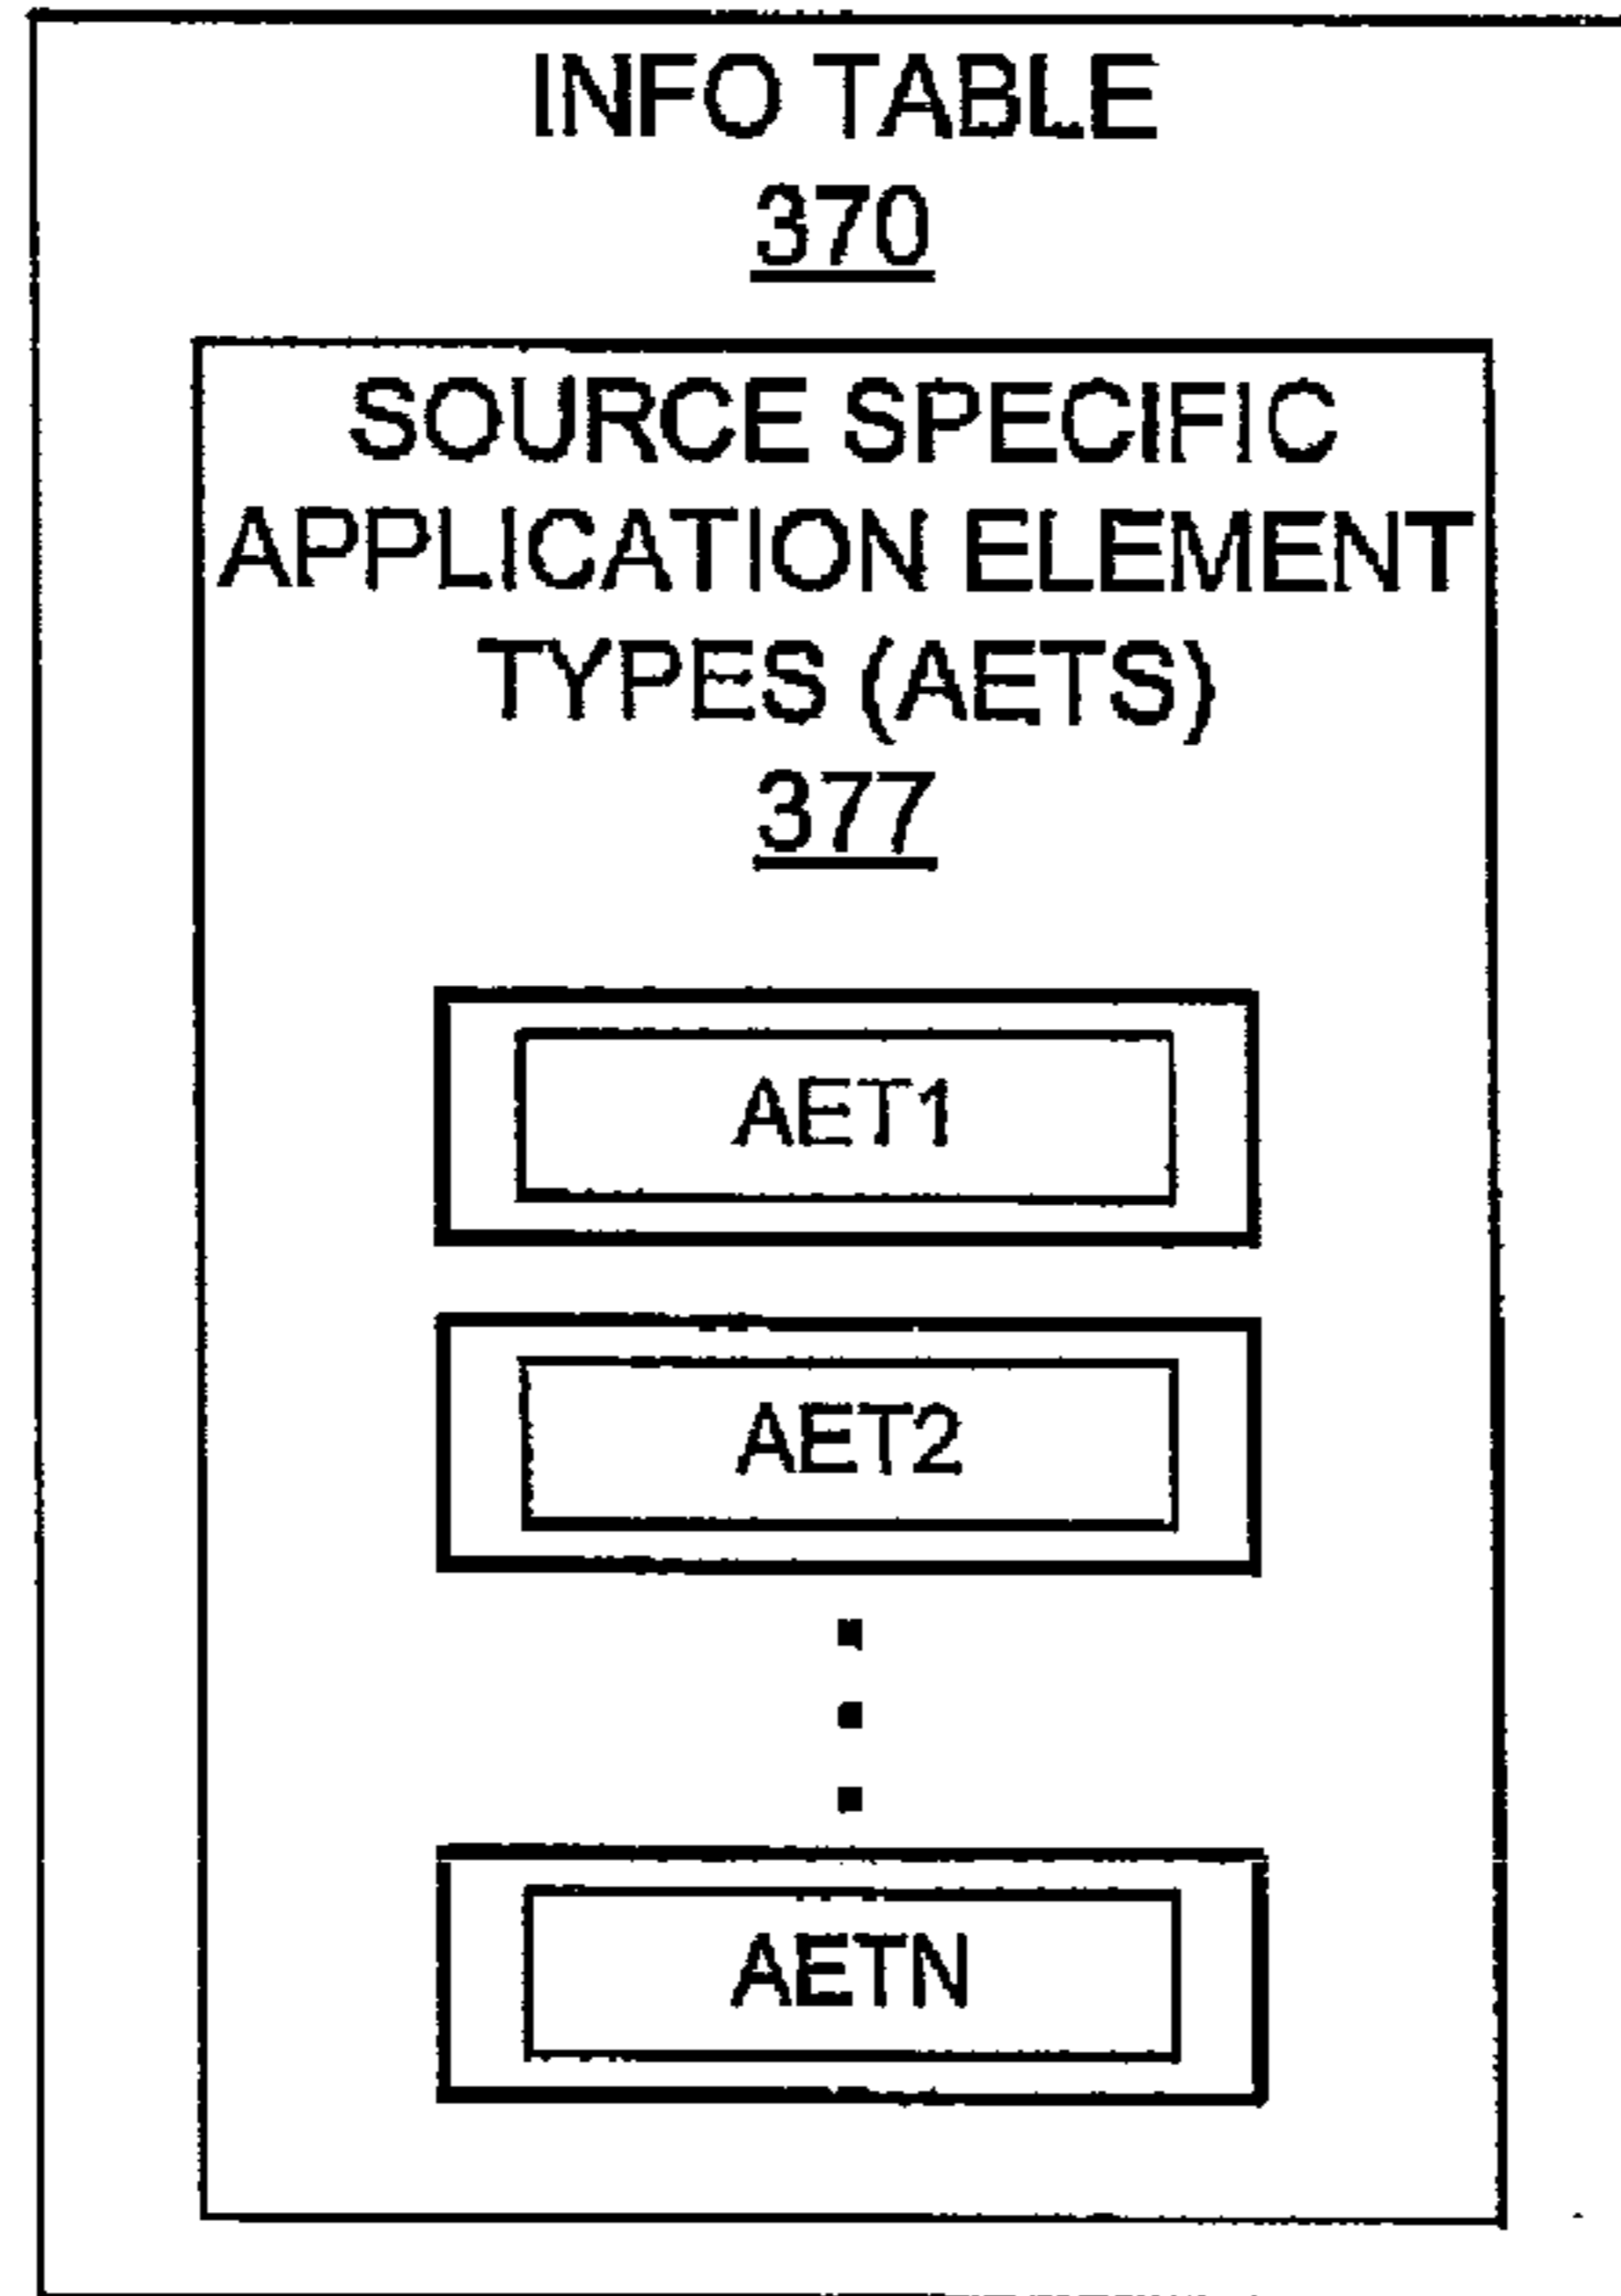 INFO TABLE
370
SOURCE SPECIFIC
APPLICATION ELEMENT
TYPES (AETS)
377
AET1
AET2
AETN